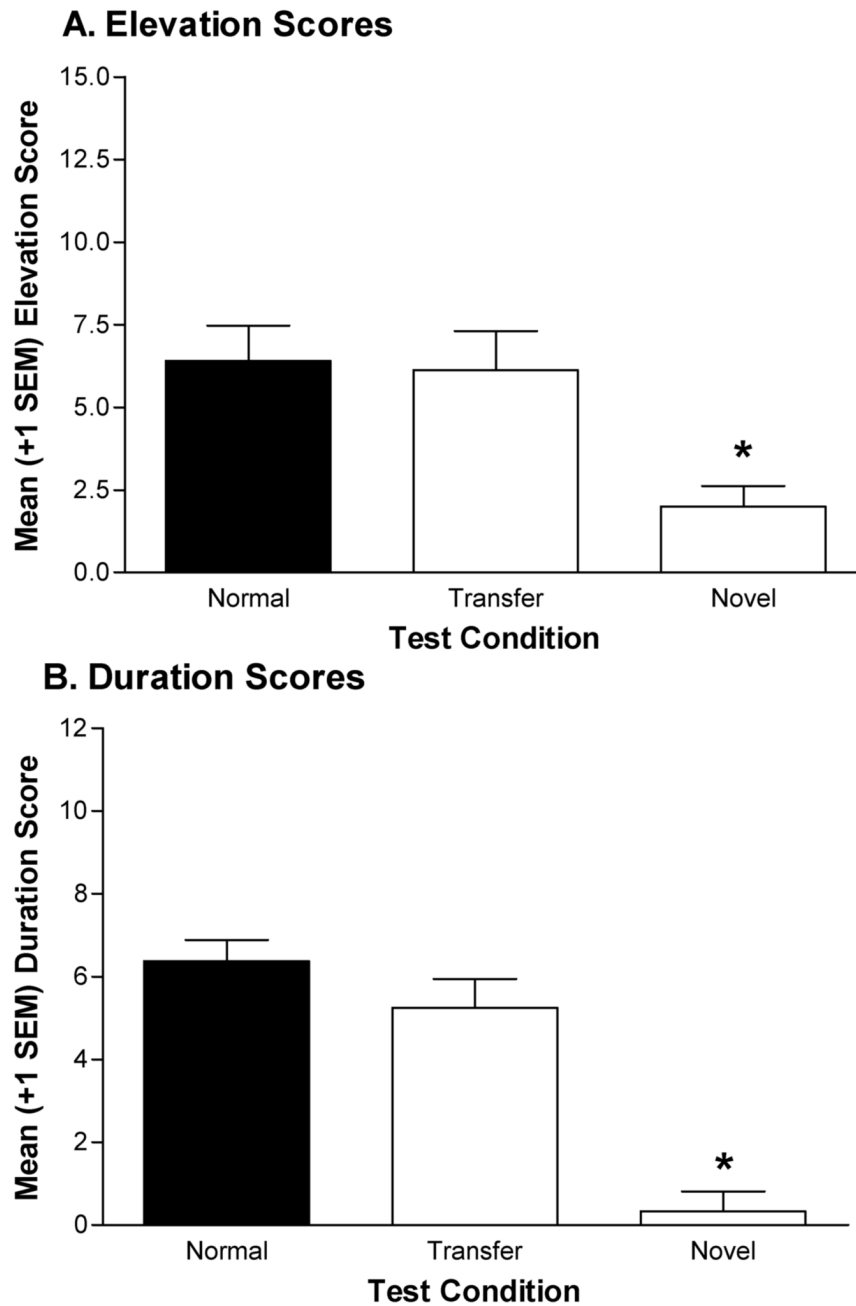 A. Elevation Scores
Mean (+1 SEM) Elevation Score
15.0
12.5
10.0
7.5
5.0
2.5
0.0
*
Normal Transfer Novel
Test Condition
B. Duration Scores
Mean (+1 SEM) Duration Score
12
10
8
6
4
2
0
*
Normal Transfer Novel
Test Condition